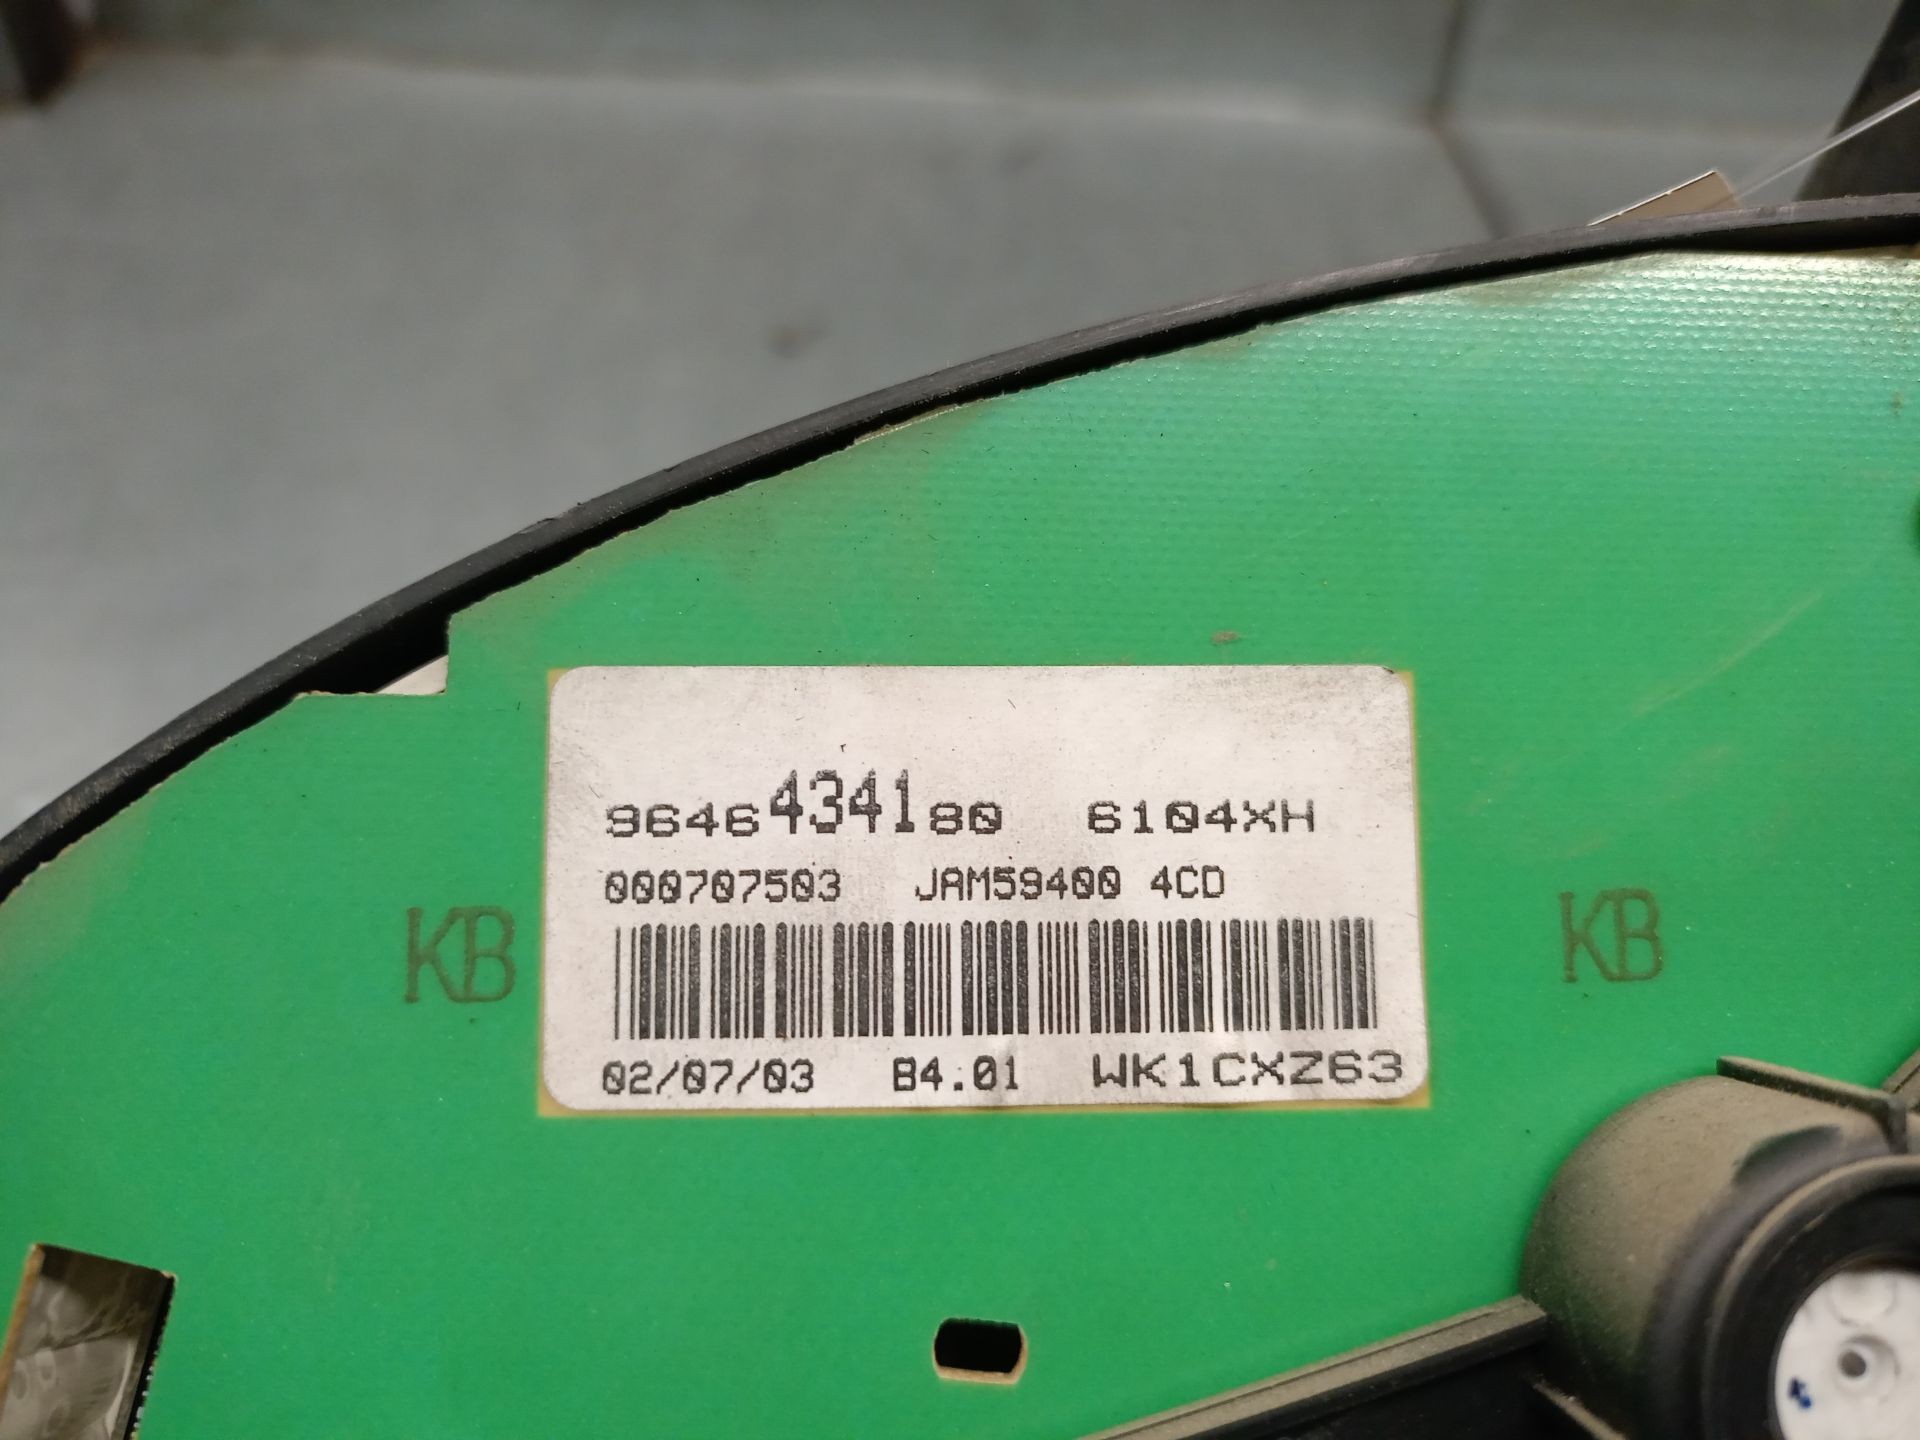 9646434180 6104XH
000707503 JAM59400 4CD
KB KB
02/07/03 B4.01 WK1CXZ63